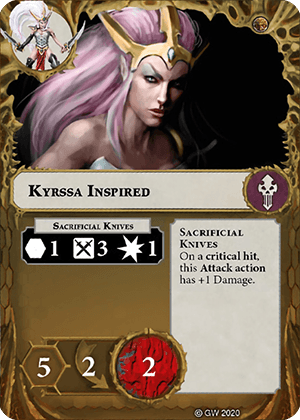 Kyrssa Inspired
Sacrificial Knives
1 3 1
Sacrificial
Knives
On a critical hit,
this Attack action
has +1 Damage.
5 2 2
© GW 2020